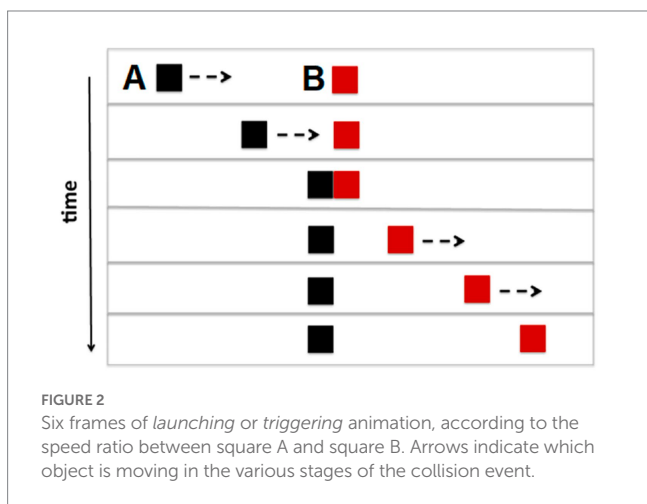 A B
time
FIGURE 2
Six frames of launching or triggering animation, according to the
speed ratio between square A and square B. Arrows indicate which
object is moving in the various stages of the collision event.